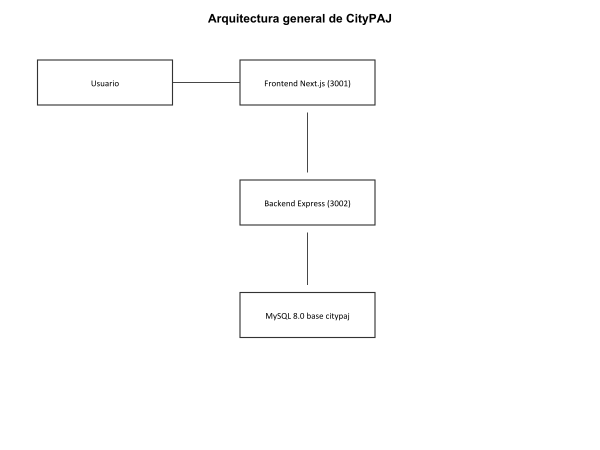 Arquitectura general de CityPAJ
Usuario
Frontend Next.js (3001)
Backend Express (3002)
MySQL 8.0 base citypaj